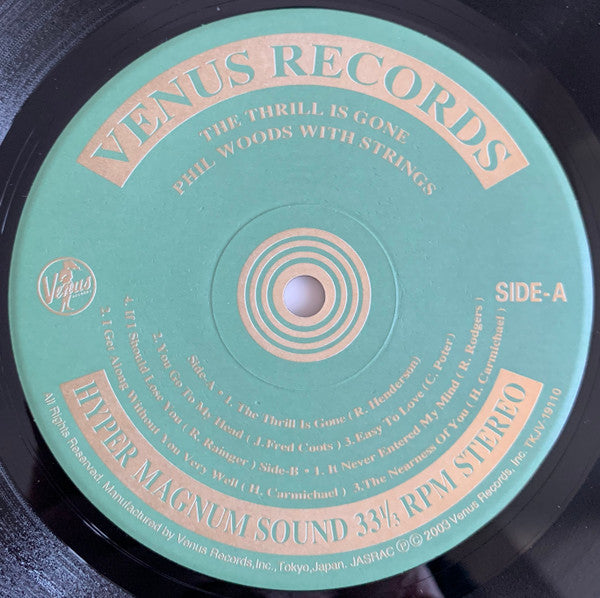 VENUS RECORDS
THE THRILL IS GONE
PHIL WOODS WITH STRINGS
Venus
SIDE-A
Side-A • 1. The Thrill Is Gone ( R. Henderson)
2. You Go To My Head ( J. Fred Coots ) 3. Easy To Love ( C. Poter )
4. If I Should Lose You ( R. Rainger ) Side-B • 1. It Never Entered My Mind ( R. Rodgers )
2. I Get Along Without You Very Well ( H. Carmichael ) 3.The Nearness Of You ( H. Carmichael )
HYPER MAGNUM SOUND 33⅓ RPM STEREO
All Rights Reserved. Manufactured by Venus Records, Inc., Tokyo, Japan. JASRAC Ⓟ© 2003 Venus Records, Inc. TKJV-19110